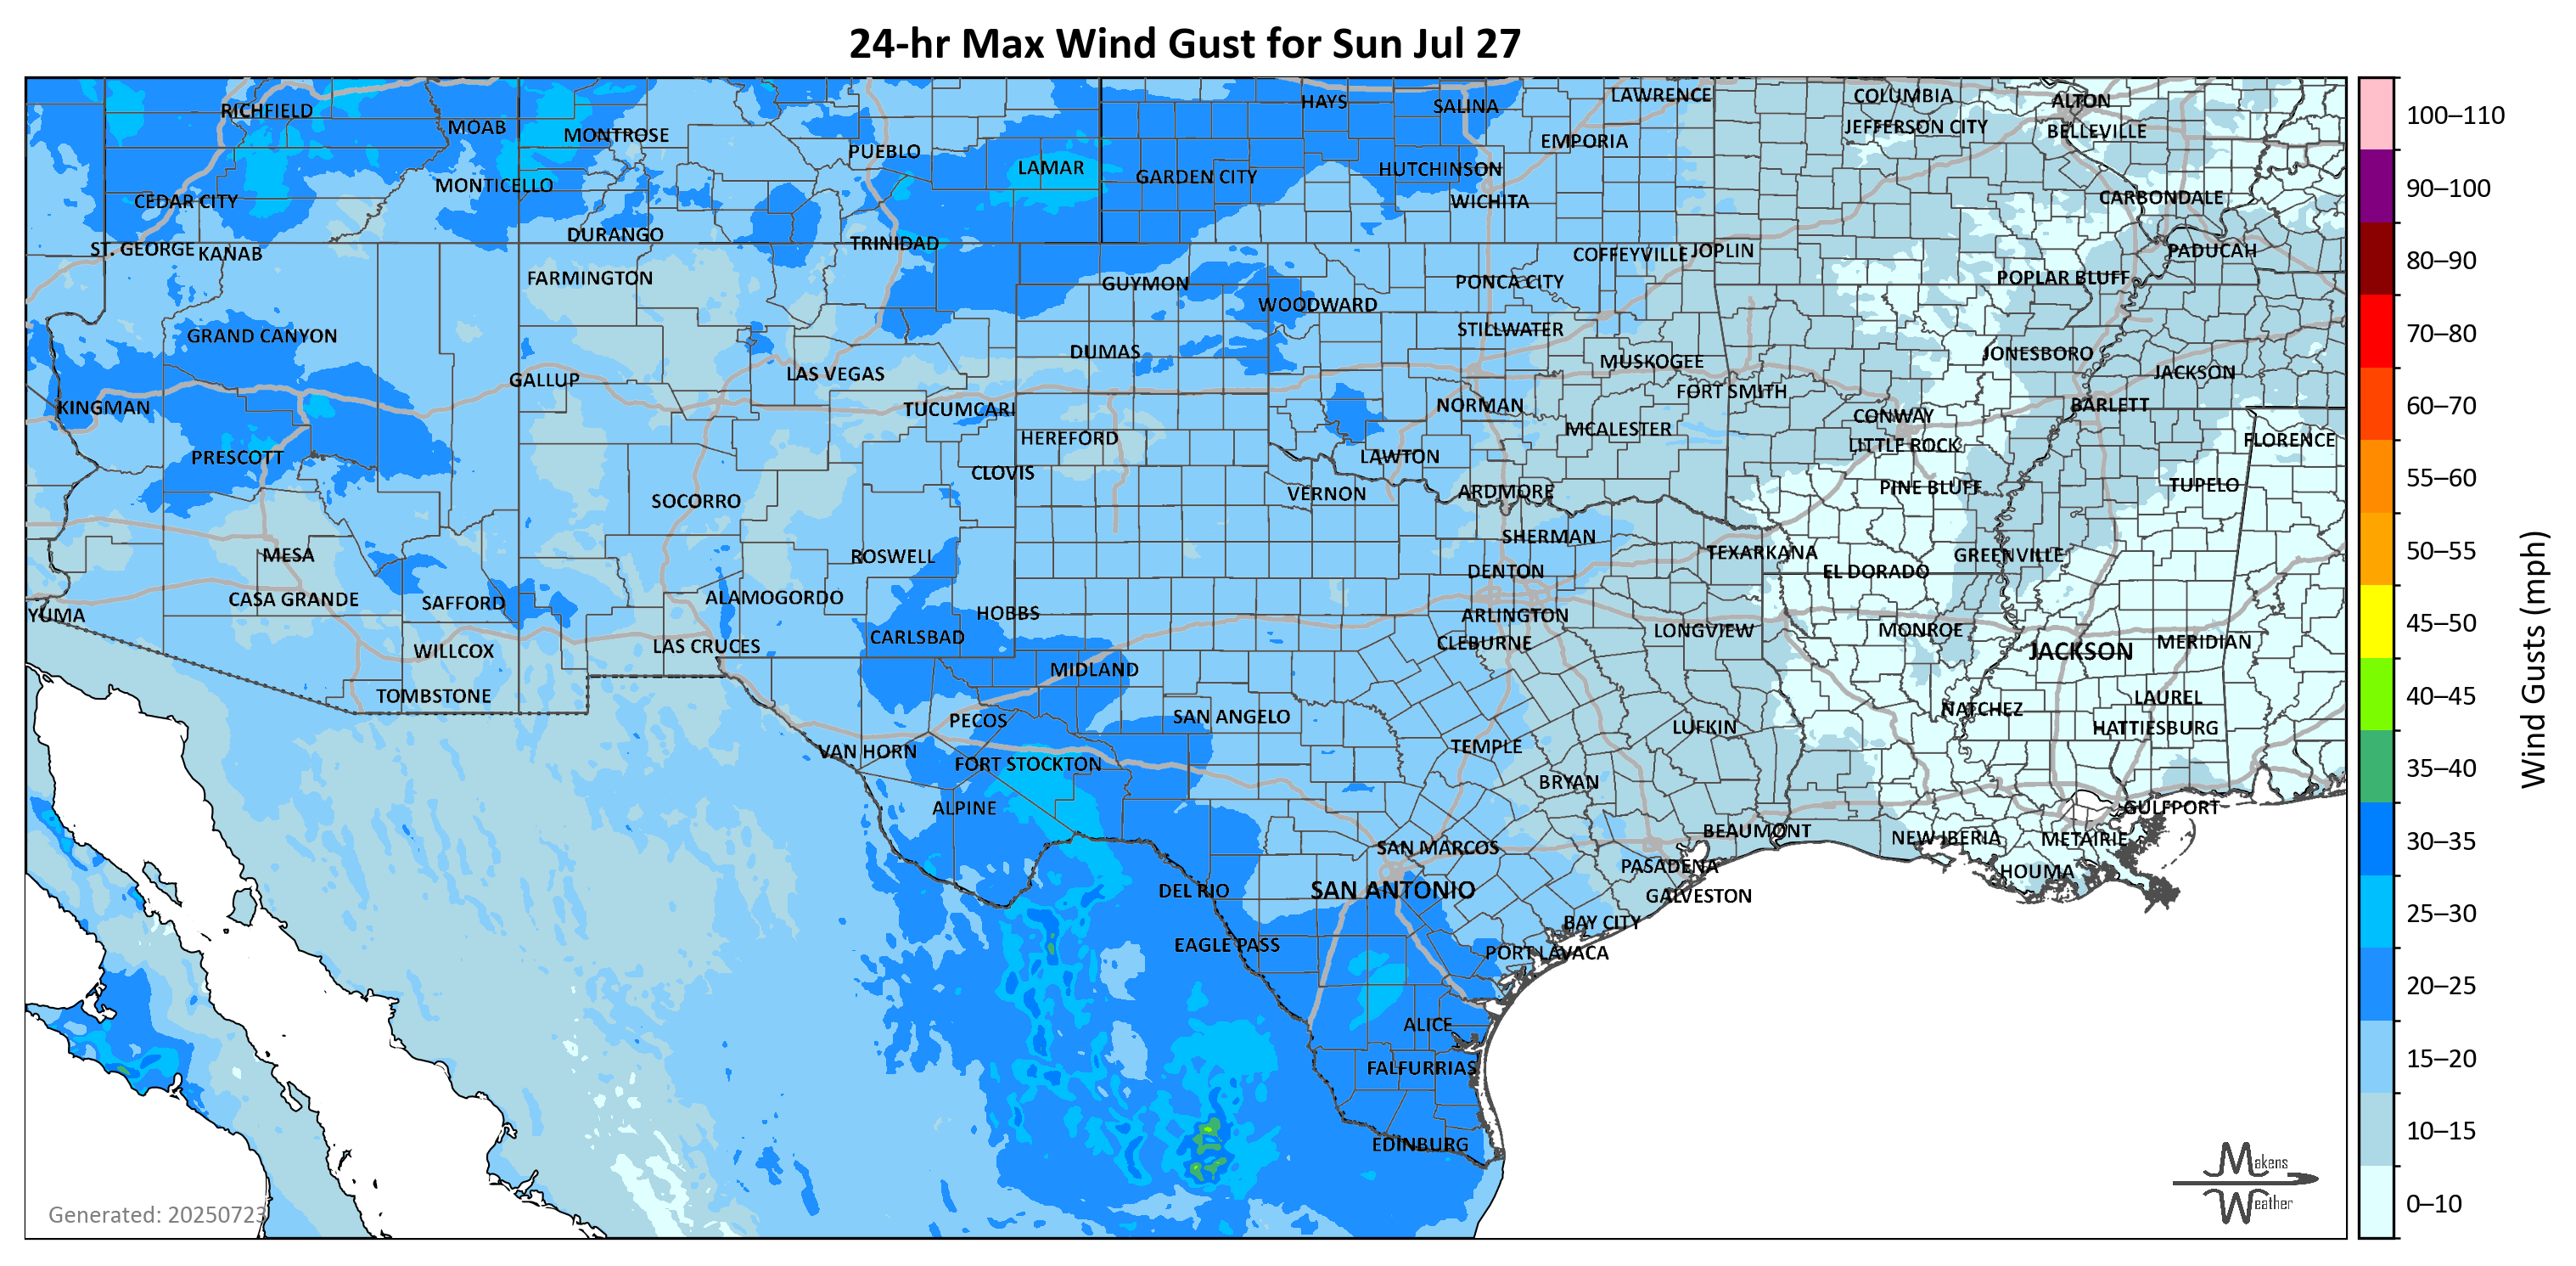 24-hr Max Wind Gust for Sun Jul 27
RICHFIELD
MOAB
MONTROSE
PUEBLO
LAMAR
HAYS
SALINA
LAWRENCE
COLUMBIA
ALTON
EMPORIA
JEFFERSON CITY
BELLEVILLE
GARDEN CITY
HUTCHINSON
MONTICELLO
CEDAR CITY
WICHITA
CARBONDALE
DURANGO
TRINIDAD
ST. GEORGE
KANAB
COFFEYVILLE
JOPLIN
PADUCAH
FARMINGTON
GUYMON
PONCA CITY
POPLAR BLUFF
WOODWARD
GRAND CANYON
STILLWATER
DUMAS
MUSKOGEE
JONESBORO
GALLUP
LAS VEGAS
JACKSON
FORT SMITH
KINGMAN
TUCUMCARI
NORMAN
BARLETT
CONWAY
HEREFORD
MCALESTER
LITTLE ROCK
FLORENCE
PRESCOTT
LAWTON
CLOVIS
PINE BLUFF
TUPELO
SOCORRO
VERNON
ARDMORE
SHERMAN
MESA
ROSWELL
TEXARKANA
GREENVILLE
DENTON
EL DORADO
CASA GRANDE
SAFFORD
ALAMOGORDO
YUMA
HOBBS
ARLINGTON
CARLSBAD
CLEBURNE
LONGVIEW
MONROE
MERIDIAN
WILLCOX
LAS CRUCES
JACKSON
MIDLAND
TOMBSTONE
LAUREL
NATCHEZ
PECOS
SAN ANGELO
LUFKIN
HATTIESBURG
VAN HORN
TEMPLE
FORT STOCKTON
BRYAN
ALPINE
GULFPORT
BEAUMONT
NEW IBERIA
METAIRIE
SAN MARCOS
PASADENA
HOUMA
DEL RIO
SAN ANTONIO
GALVESTON
BAY CITY
EAGLE PASS
PORT LAVACA
ALICE
FALFURRIAS
EDINBURG
Generated: 20250723
Makens
Weather
100–110
90–100
80–90
70–80
60–70
55–60
50–55
45–50
40–45
35–40
30–35
25–30
20–25
15–20
10–15
0–10
Wind Gusts (mph)